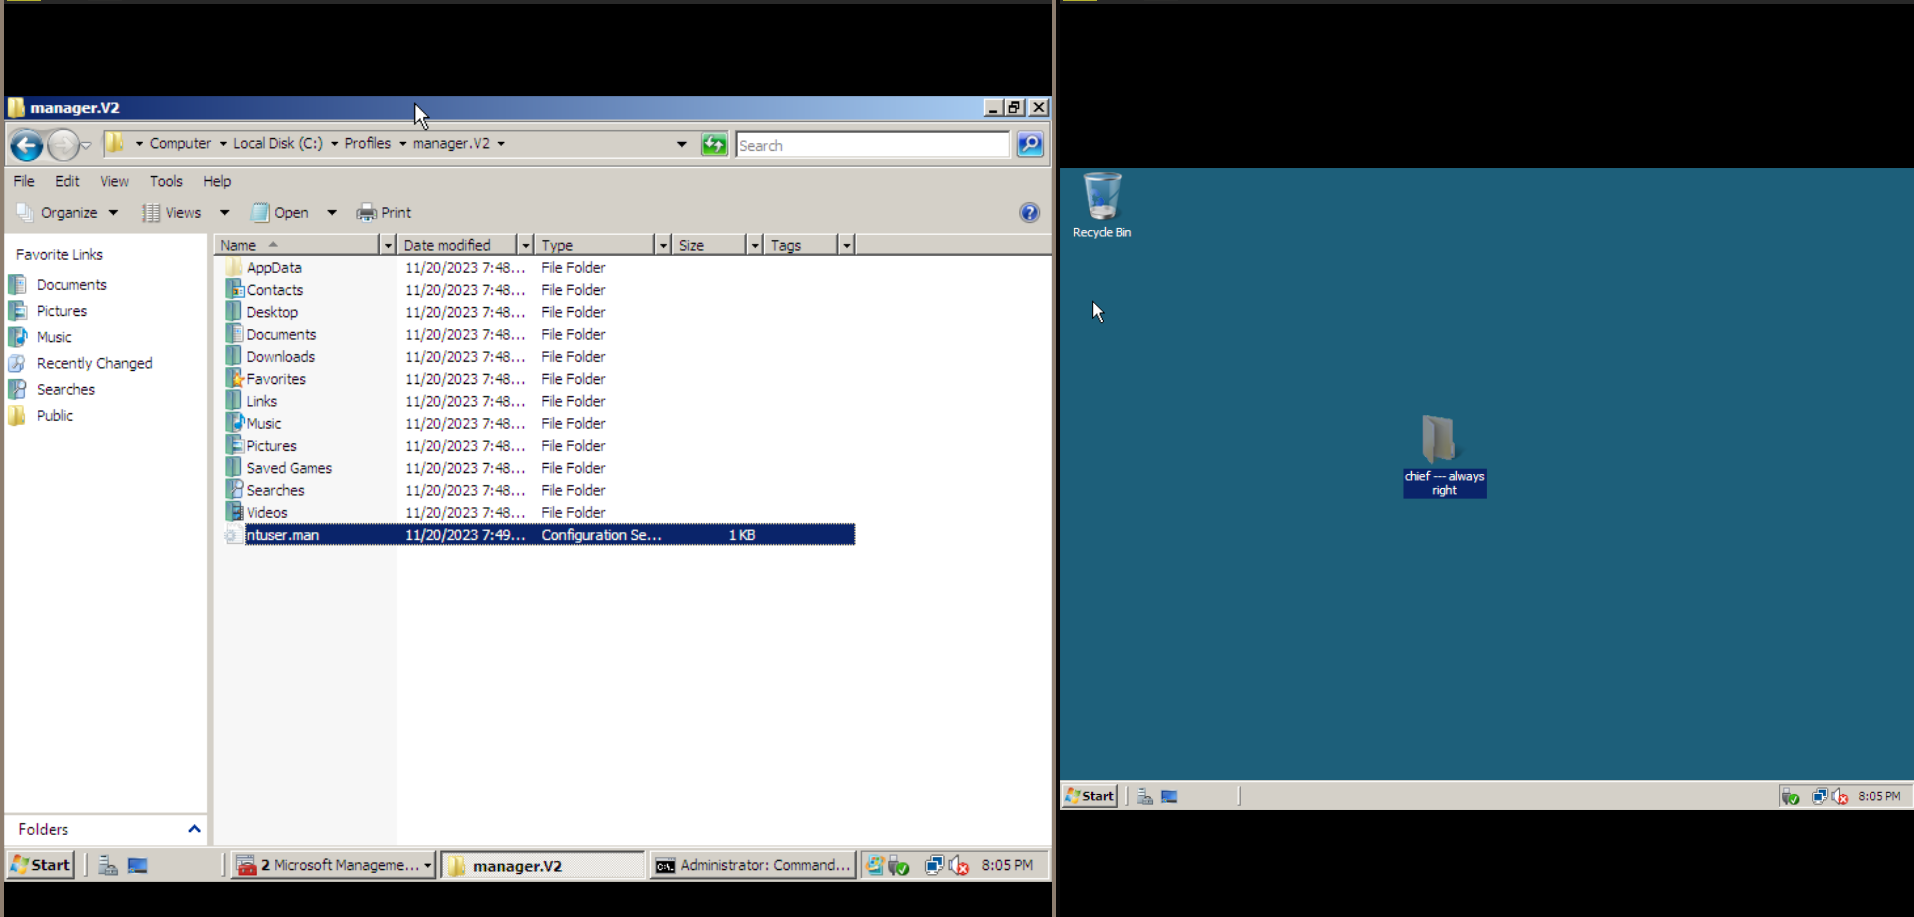 manager.V2
Computer Local Disk (C:) Profiles manager.V2
Search
File Edit View Tools Help
Organize Views Open Print
Favorite Links
Documents
Pictures
Music
Recently Changed
Searches
Public
Folders
Name Date modified Type Size Tags
AppData 11/20/2023 7:48... File Folder
Contacts 11/20/2023 7:48... File Folder
Desktop 11/20/2023 7:48... File Folder
Documents 11/20/2023 7:48... File Folder
Downloads 11/20/2023 7:48... File Folder
Favorites 11/20/2023 7:48... File Folder
Links 11/20/2023 7:48... File Folder
Music 11/20/2023 7:48... File Folder
Pictures 11/20/2023 7:48... File Folder
Saved Games 11/20/2023 7:48... File Folder
Searches 11/20/2023 7:48... File Folder
Videos 11/20/2023 7:48... File Folder
ntuser.man 11/20/2023 7:49... Configuration Se... 1 KB
Start 2 Microsoft Manageme... manager.V2 Administrator: Command... 8:05 PM
Recycle Bin
chief --- always
right
Start 8:05 PM